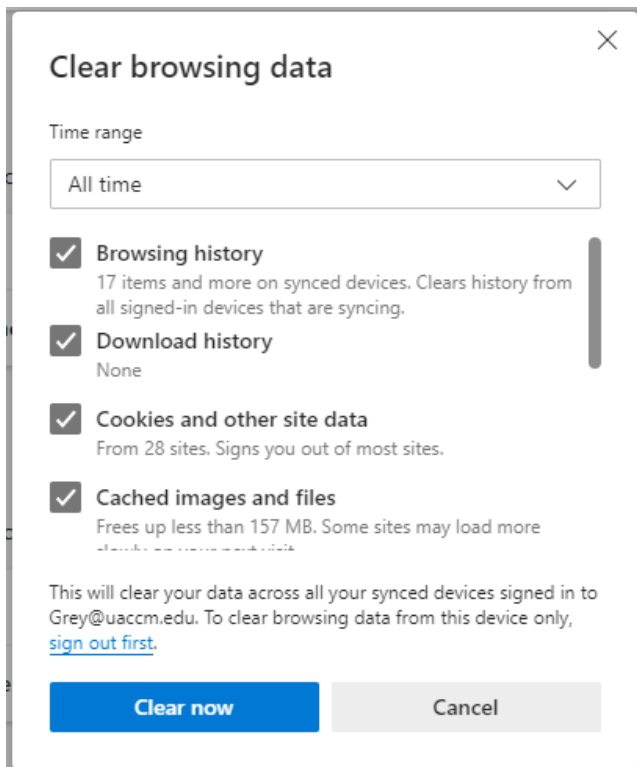 Clear browsing data
Time range
All time
Browsing history
17 items and more on synced devices. Clears history from
all signed-in devices that are syncing.
Download history
None
Cookies and other site data
From 28 sites. Signs you out of most sites.
Cached images and files
Frees up less than 157 MB. Some sites may load more
This will clear your data across all your synced devices signed in to
Grey@uaccm.edu. To clear browsing data from this device only,
sign out first.
Clear now
Cancel